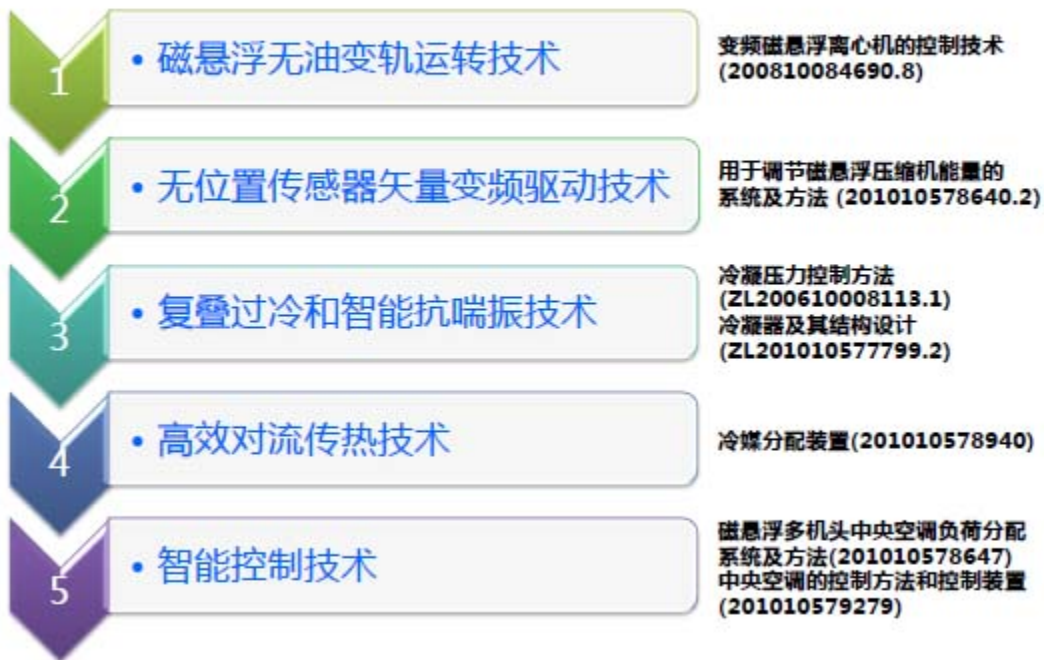 1
• 磁悬浮无油变轨运转技术
变频磁悬浮离心机的控制技术
(200810084690.8)
2
• 无位置传感器矢量变频驱动技术
用于调节磁悬浮压缩机能量的
系统及方法 (201010578640.2)
3
• 复叠过冷和智能抗喘振技术
冷凝压力控制方法
(ZL200610008113.1)
冷凝器及其结构设计
(ZL201010577799.2)
4
• 高效对流传热技术
冷媒分配装置(201010578940)
5
• 智能控制技术
磁悬浮多机头中央空调负荷分配
系统及方法(201010578647)
中央空调的控制方法和控制装置
(201010579279)